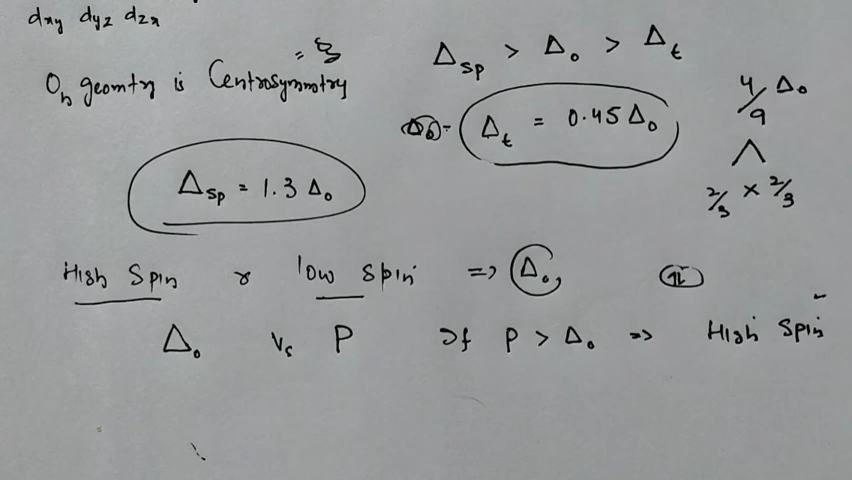 dxy dyz dzx
Δsp > Δo > Δt
Oh geomtry is Centrosymmetry = ξ
Δt = 0.45 Δo
4/9 Δo
2/3 × 2/3
Δsp = 1.3 Δo
High Spin or low spin => Δo,
Δo Vs P If P > Δo => High Spin